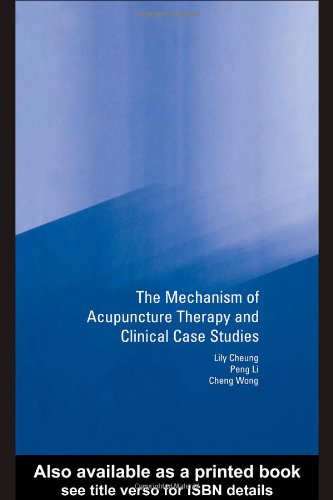 The Mechanism of
Acupuncture Therapy and
Clinical Case Studies
Lily Cheung
Peng Li
Cheng Wong
Also available as a printed book
see title verso for ISBN details